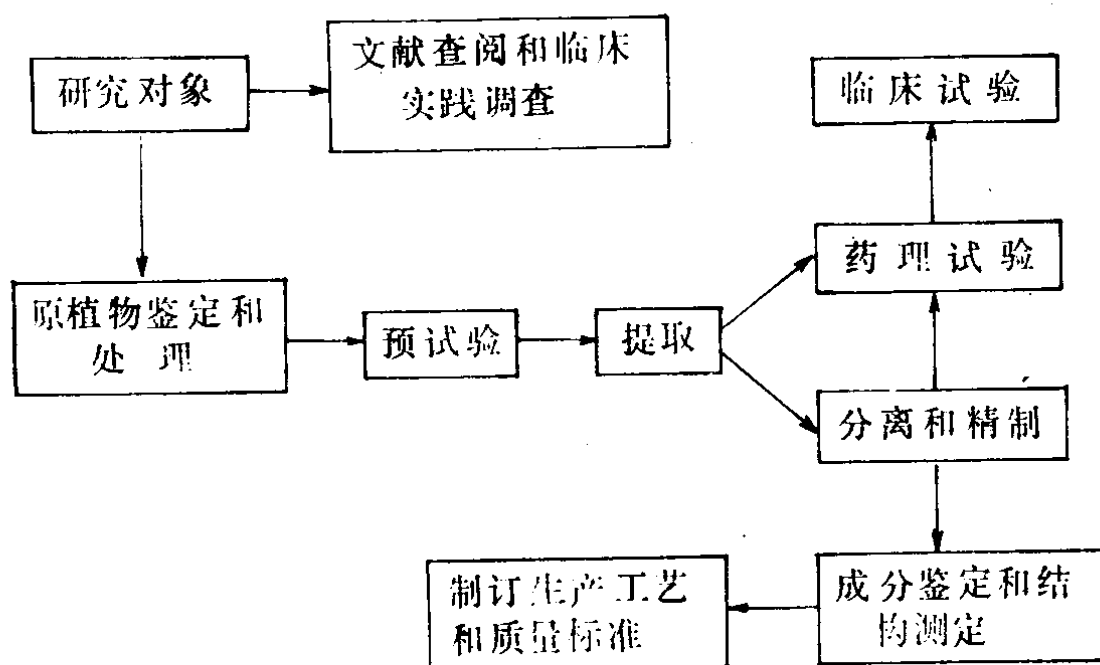 研究对象
文献查阅和临床
实践调查
临床试验
药理试验
原植物鉴定和
处理
预试验
提取
分离和精制
制订生产工艺
和质量标准
成分鉴定和结
构测定